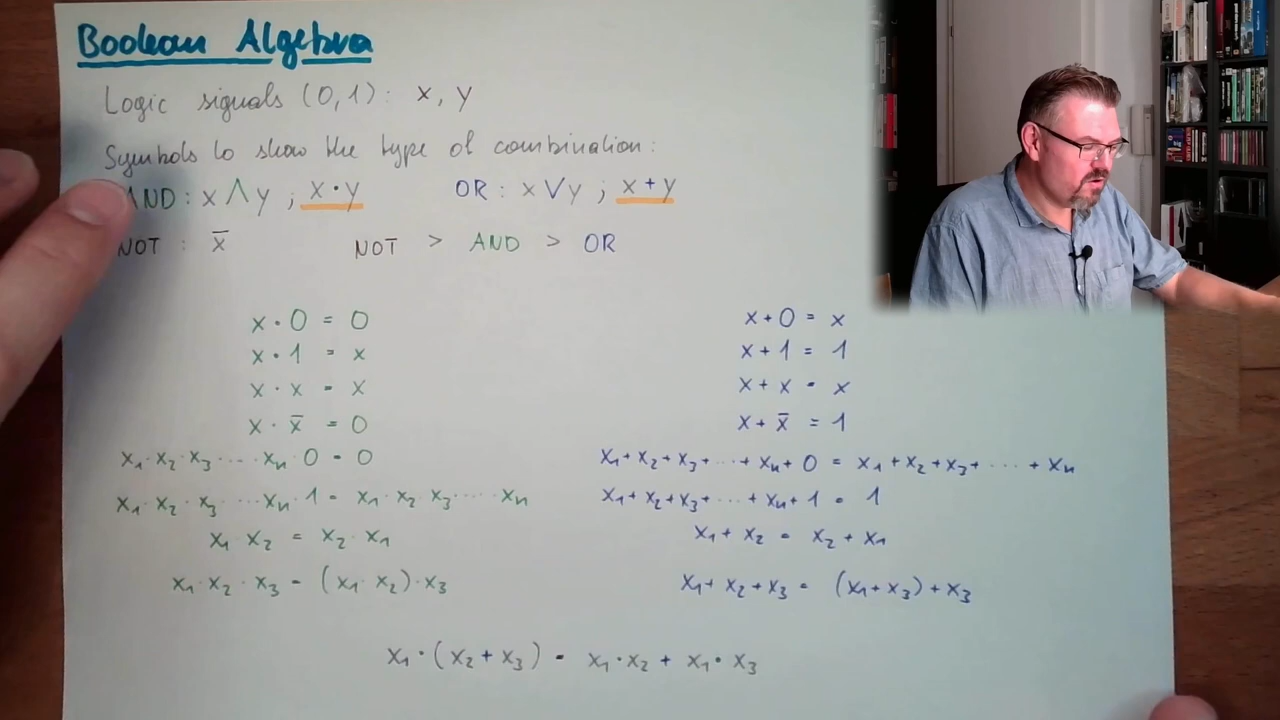 Boolean Algebra
Logic signals (0,1): x, y
Symbols to show the type of combination:
AND: x ∧ y ; x · y OR: x ∨ y ; x + y
NOT : x̅ NOT > AND > OR
x · 0 = 0 x + 0 = x
x · 1 = x x + 1 = 1
x · x = x x + x = x
x · x̅ = 0 x + x̅ = 1
x₁ · x₂ · x₃ ····· xₙ · 0 = 0 x₁ + x₂ + x₃ + ··· + xₙ + 0 = x₁ + x₂ + x₃ + ··· + xₙ
x₁ · x₂ · x₃ ····· xₙ · 1 = x₁ · x₂ · x₃ ····· xₙ x₁ + x₂ + x₃ + ··· + xₙ + 1 = 1
x₁ · x₂ = x₂ · x₁ x₁ + x₂ = x₂ + x₁
x₁ · x₂ · x₃ = (x₁ · x₂) · x₃ x₁ + x₂ + x₃ = (x₁ + x₃) + x₃
x₁ · (x₂ + x₃) = x₁ · x₂ + x₁ · x₃